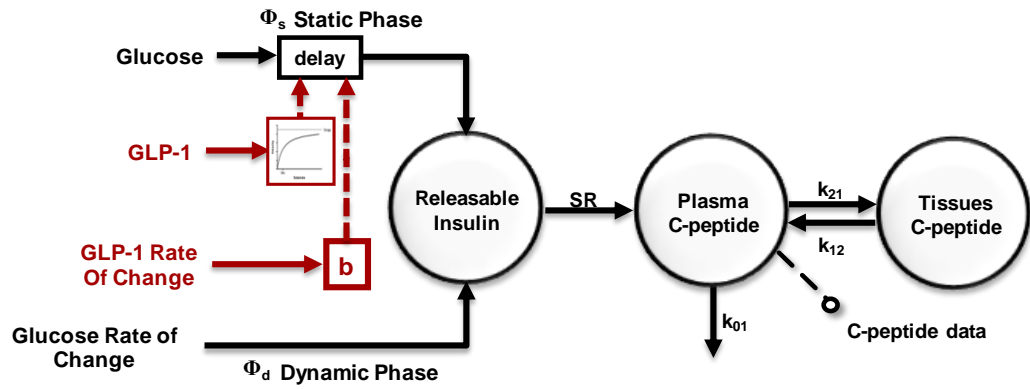 Φs Static Phase
Glucose
delay
GLP-1
Releasable
Insulin
SR
Plasma
C-peptide
k21
k12
Tissues
C-peptide
GLP-1 Rate
Of Change
b
k01
C-peptide data
Glucose Rate of
Change
Φd Dynamic Phase